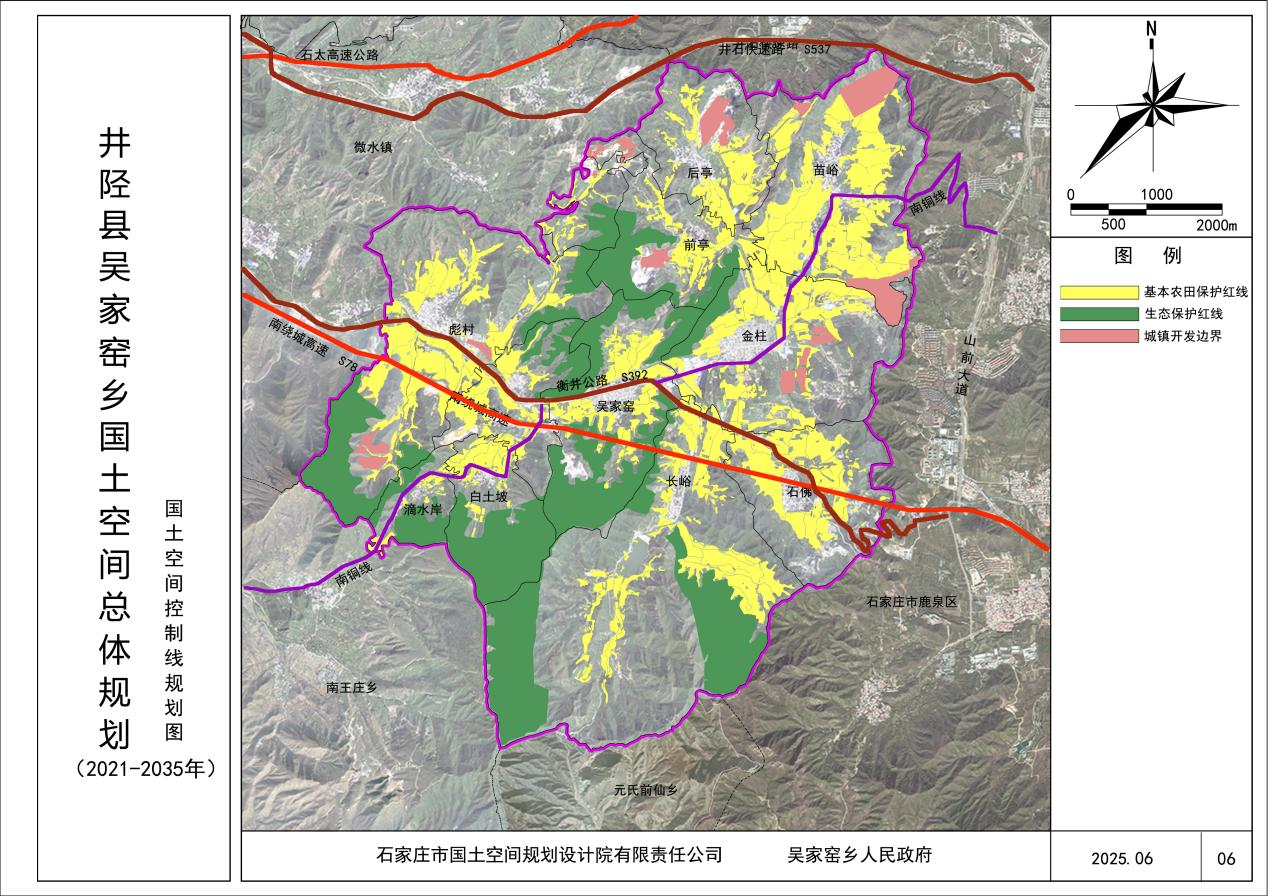 井陉县吴家窑乡国土空间总体规划
(2021-2035年)
国土空间控制线规划图
石太高速公路
井石快速路 S537
微水镇
后亭
苗峪
南铜线
前亭
金柱
彪村
南绕城高速 S78
衡井公路 S392
南绕城高速
吴家窑
山前大道
长峪
石佛
白土坡
滴水岸
南铜线
石家庄市鹿泉区
南王庄乡
元氏前仙乡
N
0 1000
500 2000m
图 例
基本农田保护红线
生态保护红线
城镇开发边界
石家庄市国土空间规划设计院有限责任公司 吴家窑乡人民政府
2025.06
06